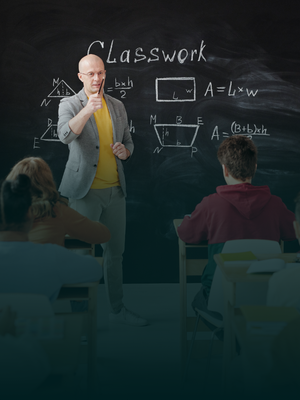 Classwork
M
N
h
b
= b×h
2
L
w
A = L×w
D
E
h
M B E
h
b
N P
A = (B+b)×h
2